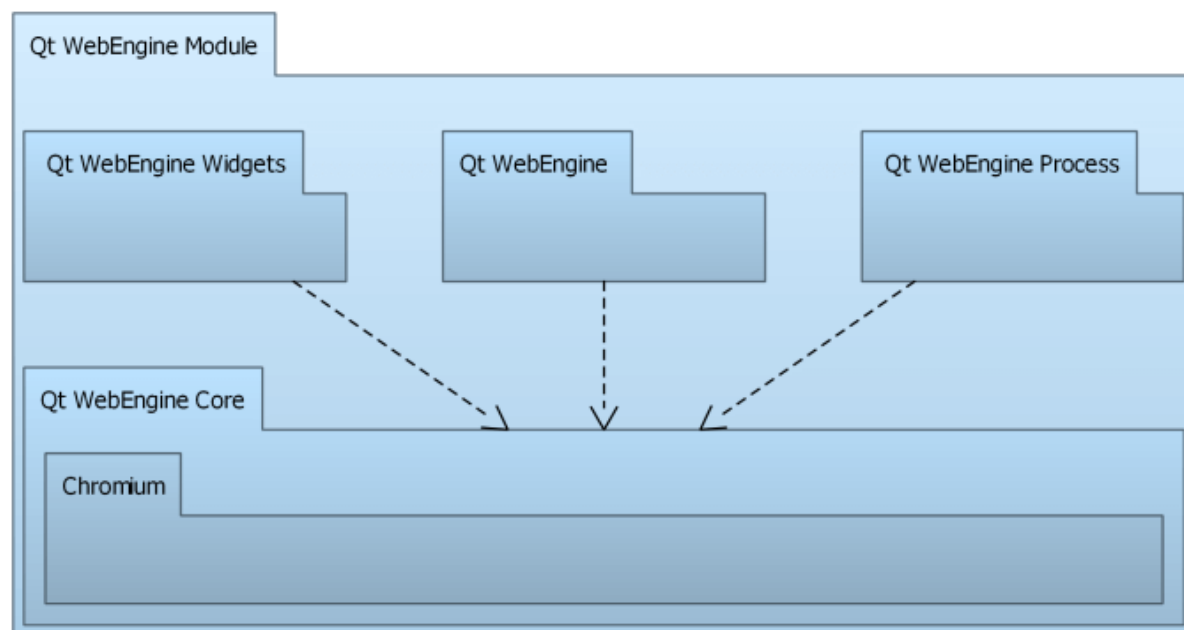 Qt WebEngine Module
Qt WebEngine Widgets
Qt WebEngine
Qt WebEngine Process
Qt WebEngine Core
Chromium